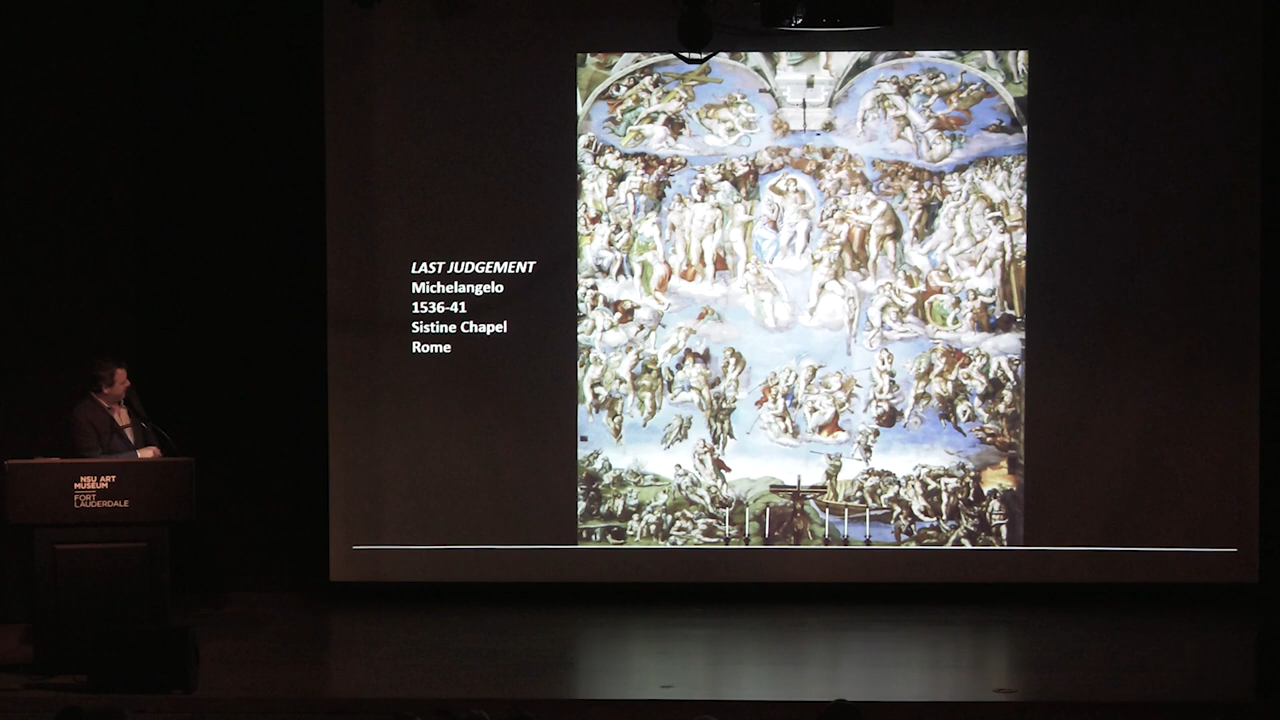 LAST JUDGEMENT
Michelangelo
1536-41
Sistine Chapel
Rome
NSU ART
MUSEUM
FORT
LAUDERDALE